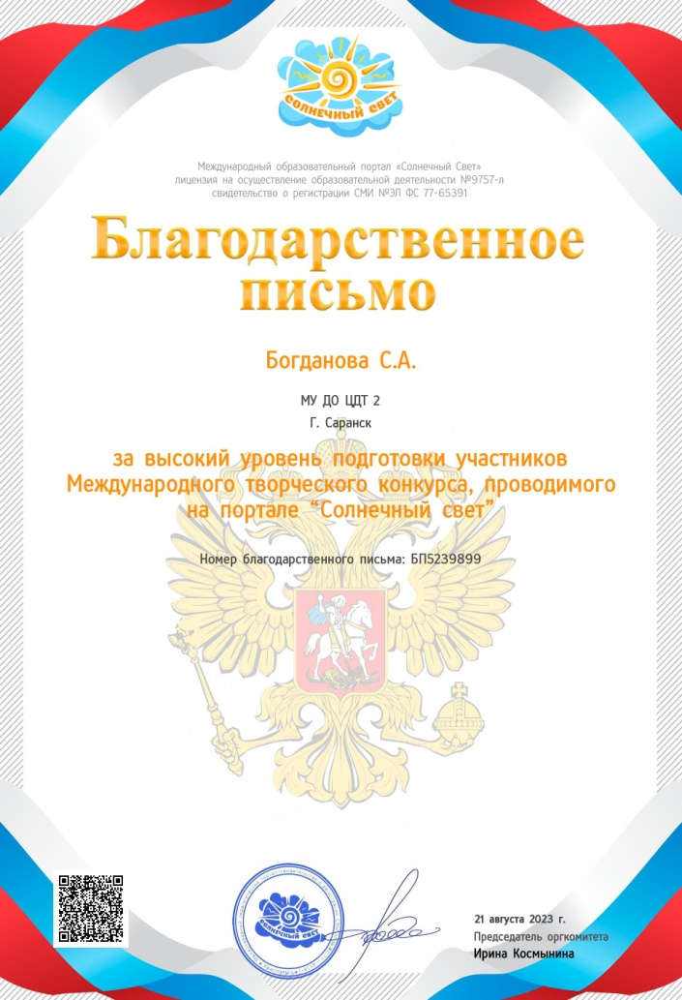 СОЛНЕЧНЫЙ СВЕТ
Международный образовательный портал «Солнечный Свет»
лицензия на осуществление образовательной деятельности №9757-л
свидетельство о регистрации СМИ №ЭЛ ФС 77-65391
Благодарственное
письмо
Богданова С.А.
МУ ДО ЦДТ 2
Г. Саранск
за высокий уровень подготовки участников
Международного творческого конкурса, проводимого
на портале “Солнечный свет”
Номер благодарственного письма: БП5239899
СОЛНЕЧНЫЙ СВЕТ
21 августа 2023 г.
Председатель оргкомитета
Ирина Космынина